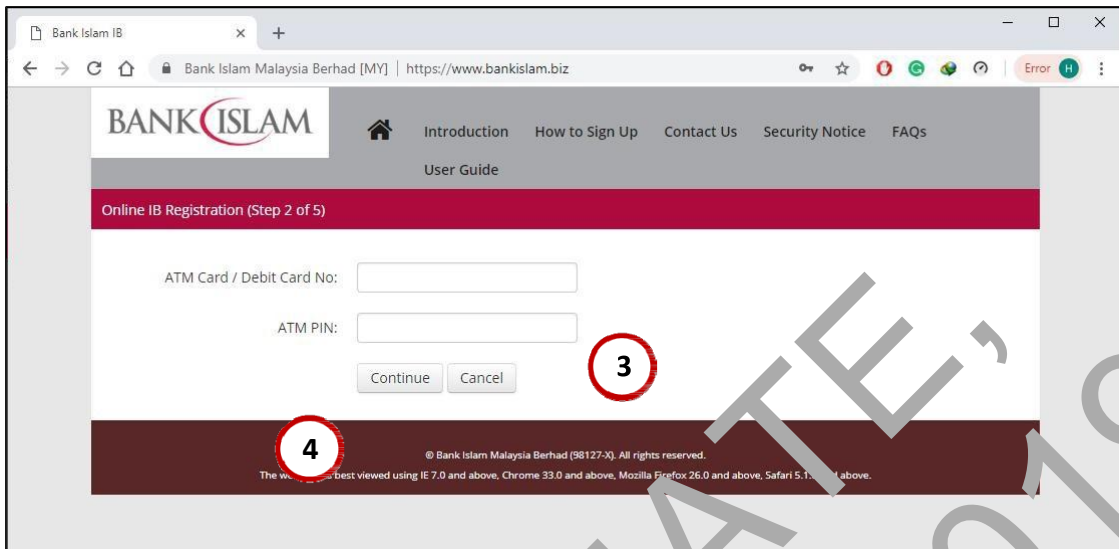 Bank Islam IB
Bank Islam Malaysia Berhad [MY] | https://www.bankislam.biz
Error H
BANK ISLAM
Introduction How to Sign Up Contact Us Security Notice FAQs
User Guide
Online IB Registration (Step 2 of 5)
ATM Card / Debit Card No:
ATM PIN:
3
Continue Cancel
4
© Bank Islam Malaysia Berhad (98127-X). All rights reserved.
The best viewed using IE 7.0 and above, Chrome 33.0 and above, Mozilla Firefox 26.0 and above, Safari 5.1 above.
ATE,